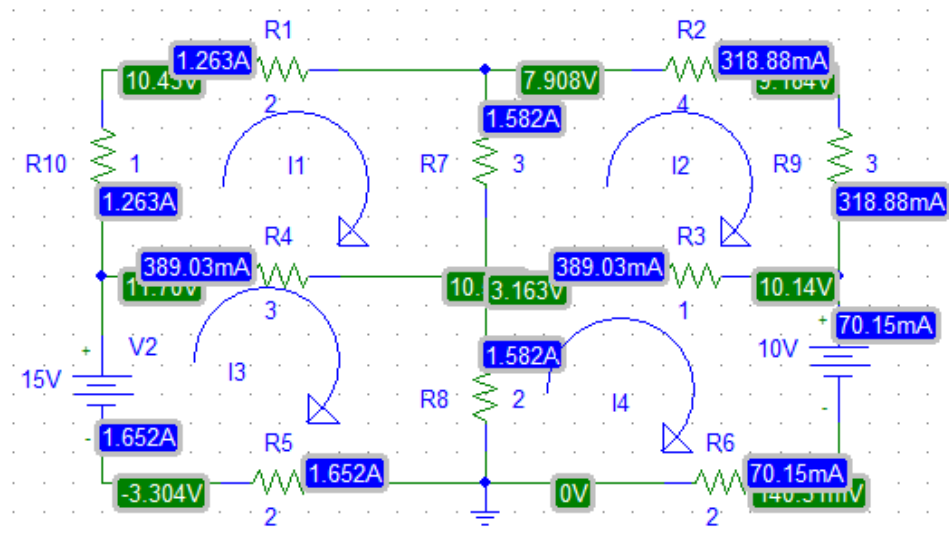 R1
R2
1.263A
318.88mA
7.908V
2
4
1.582A
R10
1
I1
R7
3
I2
R9
3
1.263A
318.88mA
R4
R3
389.03mA
389.03mA
10.
3.163V
10.14V
3
1
+
70.15mA
+
V2
1.582A
10V
15V
I3
R8
2
I4
-
-
1.652A
R5
R6
1.652A
70.15mA
-3.304V
0V
2
2